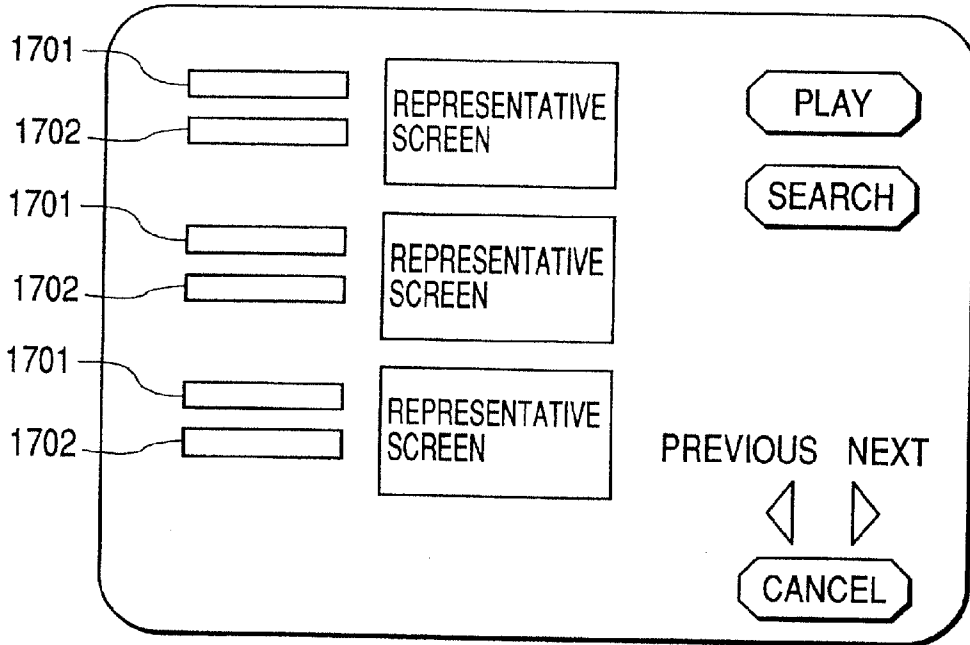 1701
REPRESENTATIVE
SCREEN
1702
PLAY
SEARCH
1701
REPRESENTATIVE
SCREEN
1702
1701
REPRESENTATIVE
SCREEN
1702
PREVIOUS NEXT
CANCEL